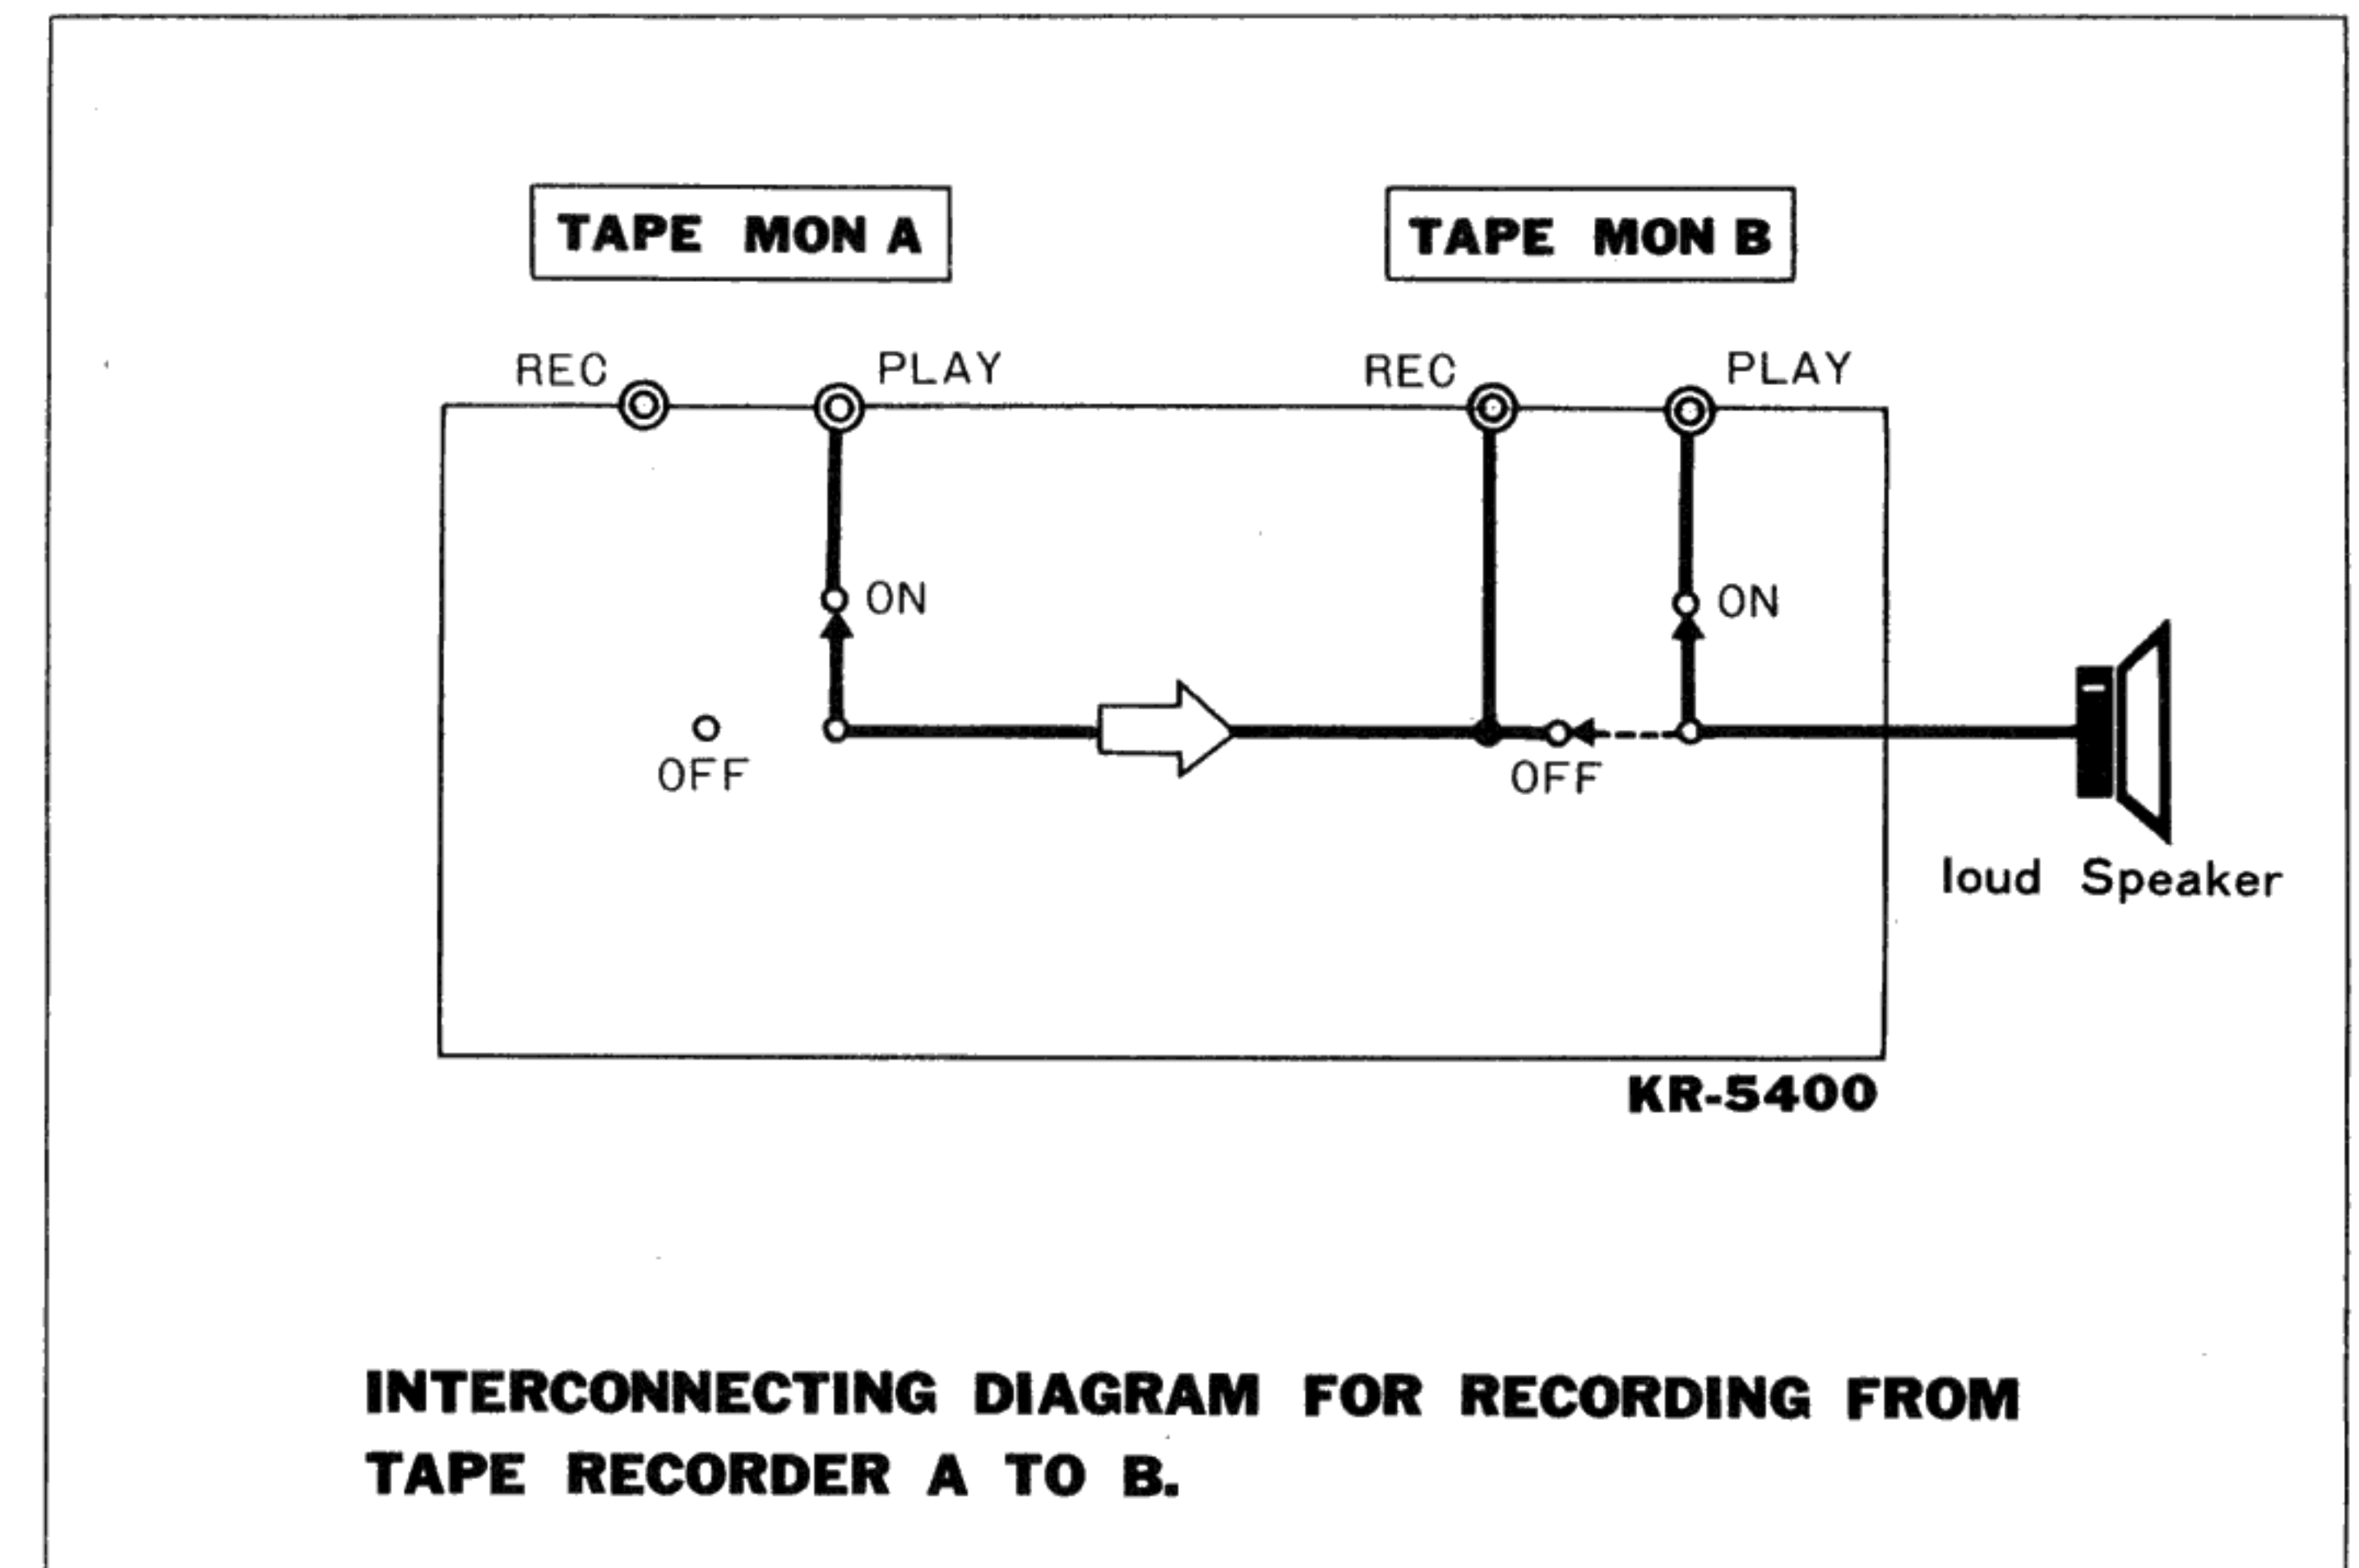 TAPE MON A
TAPE MON B
REC
PLAY
REC
PLAY
ON
ON
OFF
OFF
loud Speaker
KR-5400
INTERCONNECTING DIAGRAM FOR RECORDING FROM
TAPE RECORDER A TO B.